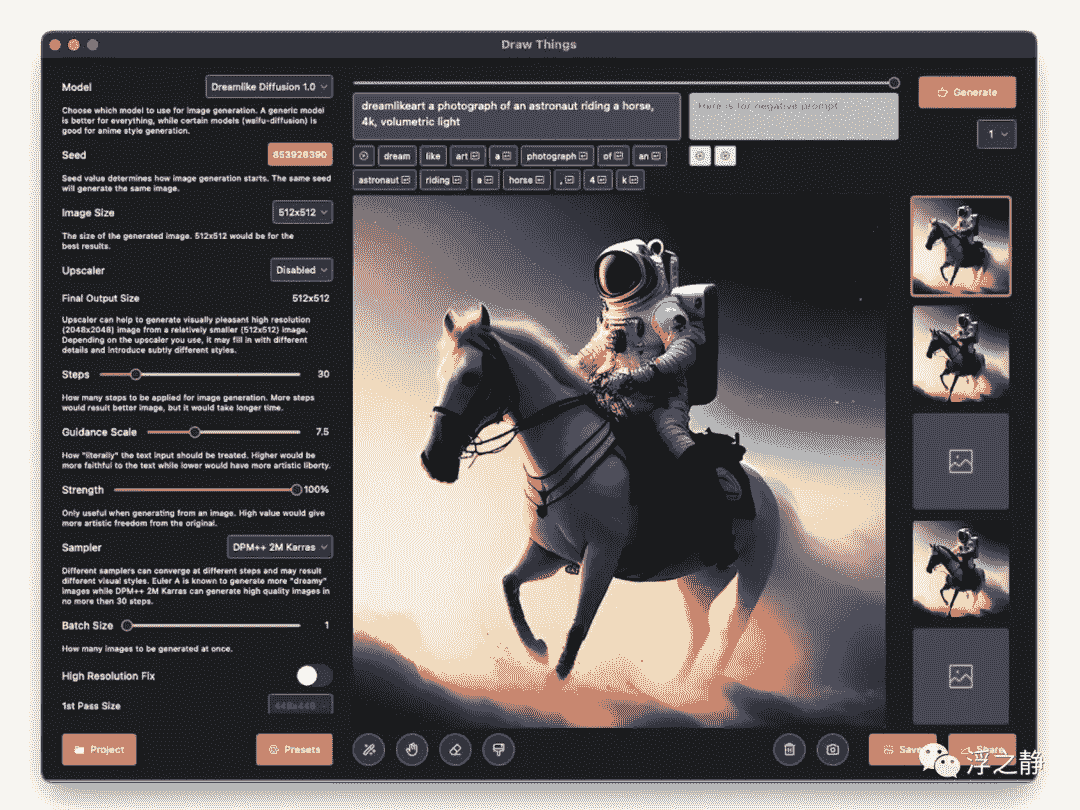 Draw Things
Model
Dreamlike Diffusion 1.0
Choose which model to use for image generation. A generic model
is better for everything, while certain models (waifu-diffusion) is
good for anime style generation.
Seed
853926390
Seed value determines how image generation starts. The same seed
will generate the same image.
Image Size
512x512
The size of the generated image. 512x512 would be for the
best results.
Upscaler
Disabled
Final Output Size
512x512
Upscaler can help to generate visually pleasant high resolution
(2048x2048) image from a relatively smaller (512x512) image.
Depending on the upscaler you use, it may fill in with different
details and introduce subtly different styles.
Steps
30
How many steps to be applied for image generation. More steps
would result better image, but it would take longer time.
Guidance Scale
7.5
How "literally" the text input should be treated. Higher would be
more faithful to the text while lower would have more artistic liberty.
Strength
100%
Only useful when generating from an image. High value would give
more artistic freedom from the original.
Sampler
DPM++ 2M Karras
Different samplers can converge at different steps and may result
different visual styles. Euler A is known to generate more "dreamy"
images while DPM++ 2M Karras can generate high quality images in
no more than 30 steps.
Batch Size
1
How many images to be generated at once.
High Resolution Fix
1st Pass Size
448x448
Project
Presets
dreamlikeart a photograph of an astronaut riding a horse,
4k, volumetric light
dream like art a photograph of an
astronaut riding a horse , 4 k
is for negative prompt
Generate
1
Save
Share
浮之静